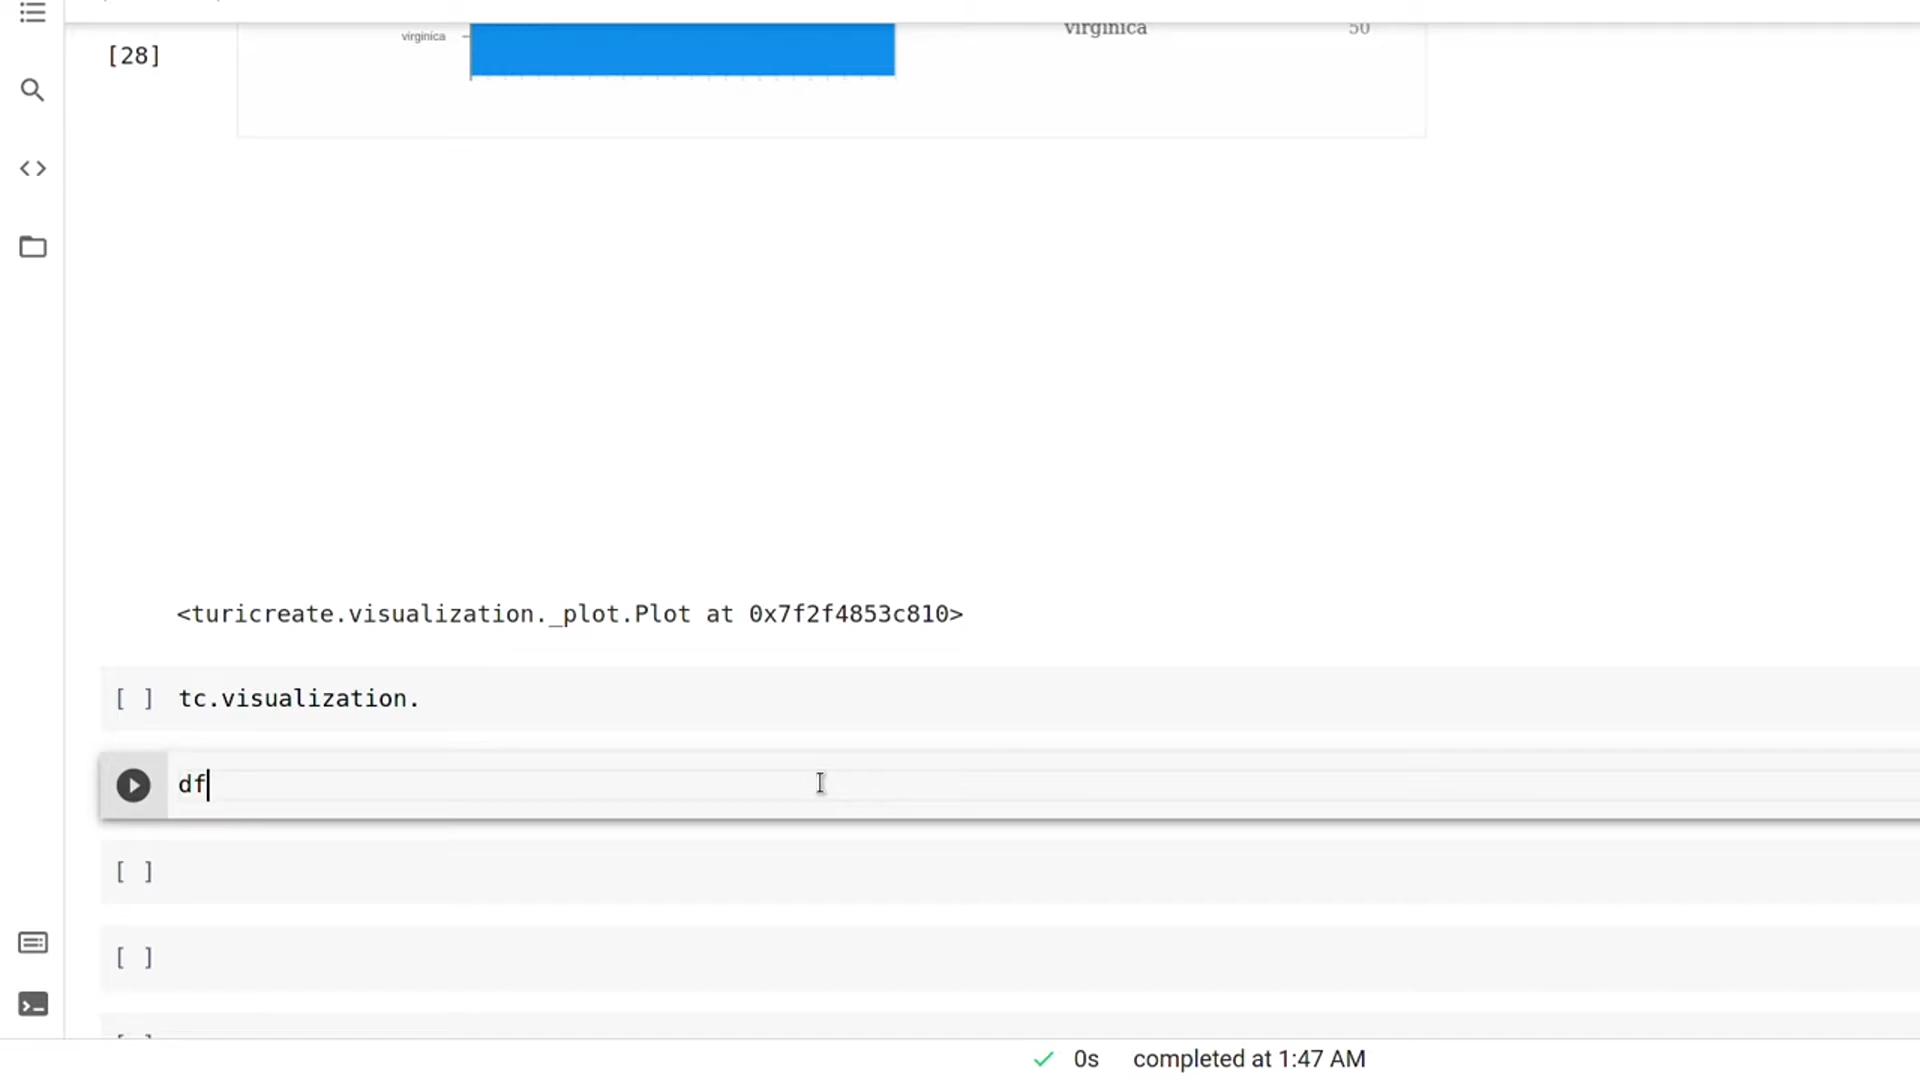 virginica
virginica 50
[28]
<turicreate.visualization._plot.Plot at 0x7f2f4853c810>
[ ] tc.visualization.
df
[ ]
[ ]
[ ]
0s completed at 1:47 AM